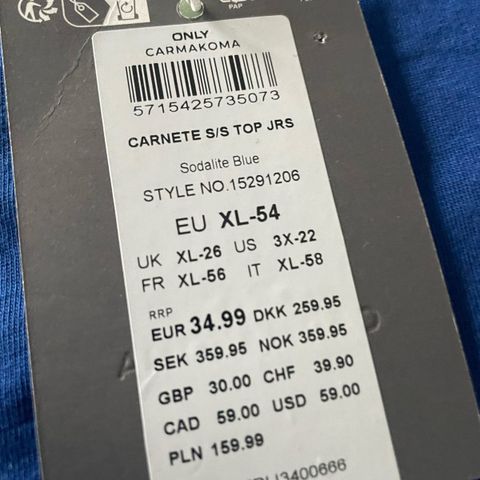 PAP
ONLY
CARMAKOMA
5715425735073
CARNETE S/S TOP JRS
Sodalite Blue
STYLE NO.15291206
EU XL-54
UK XL-26 US 3X-22
FR XL-56 IT XL-58
RRP
EUR 34.99 DKK 259.95
SEK 359.95 NOK 359.95
GBP 30.00 CHF 39.90
CAD 59.00 USD 59.00
PLN 159.99